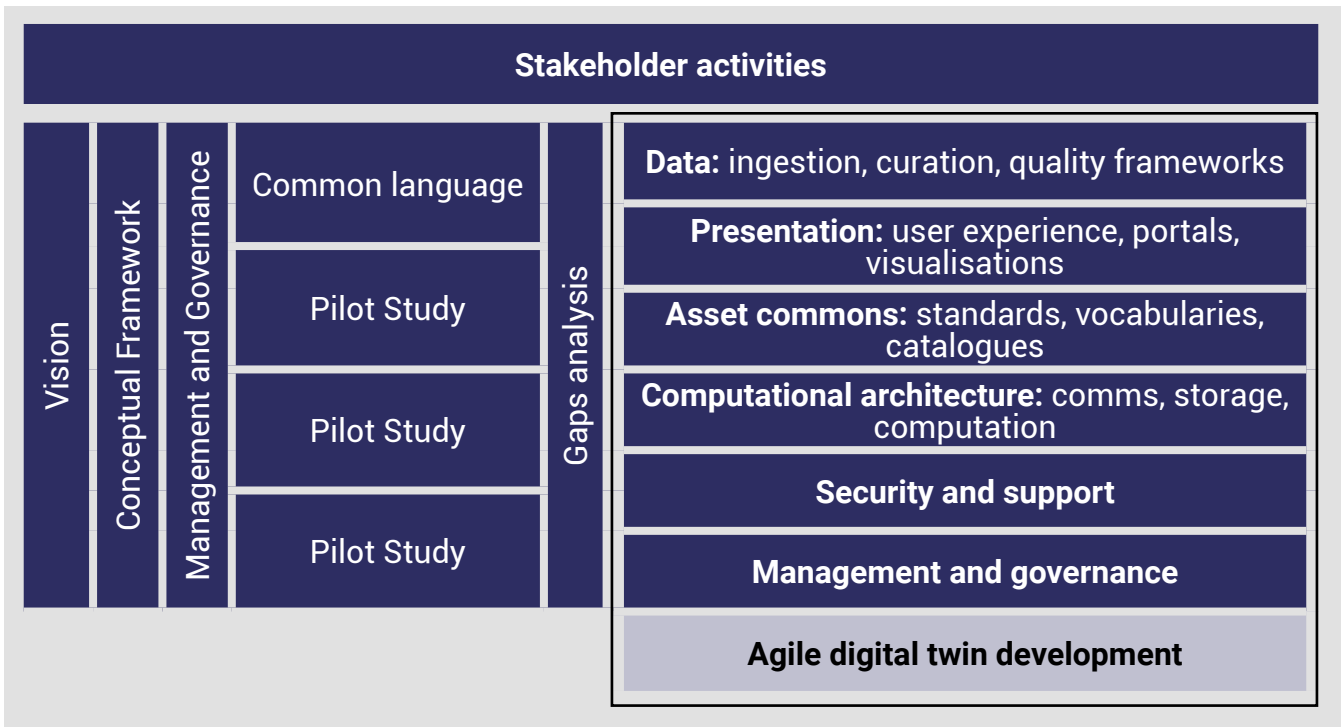 Stakeholder activities
Vision
Conceptual Framework
Management and Governance
Common language
Pilot Study
Pilot Study
Pilot Study
Gaps analysis
Data: ingestion, curation, quality frameworks
Presentation: user experience, portals,
visualisations
Asset commons: standards, vocabularies,
catalogues
Computational architecture: comms, storage,
computation
Security and support
Management and governance
Agile digital twin development